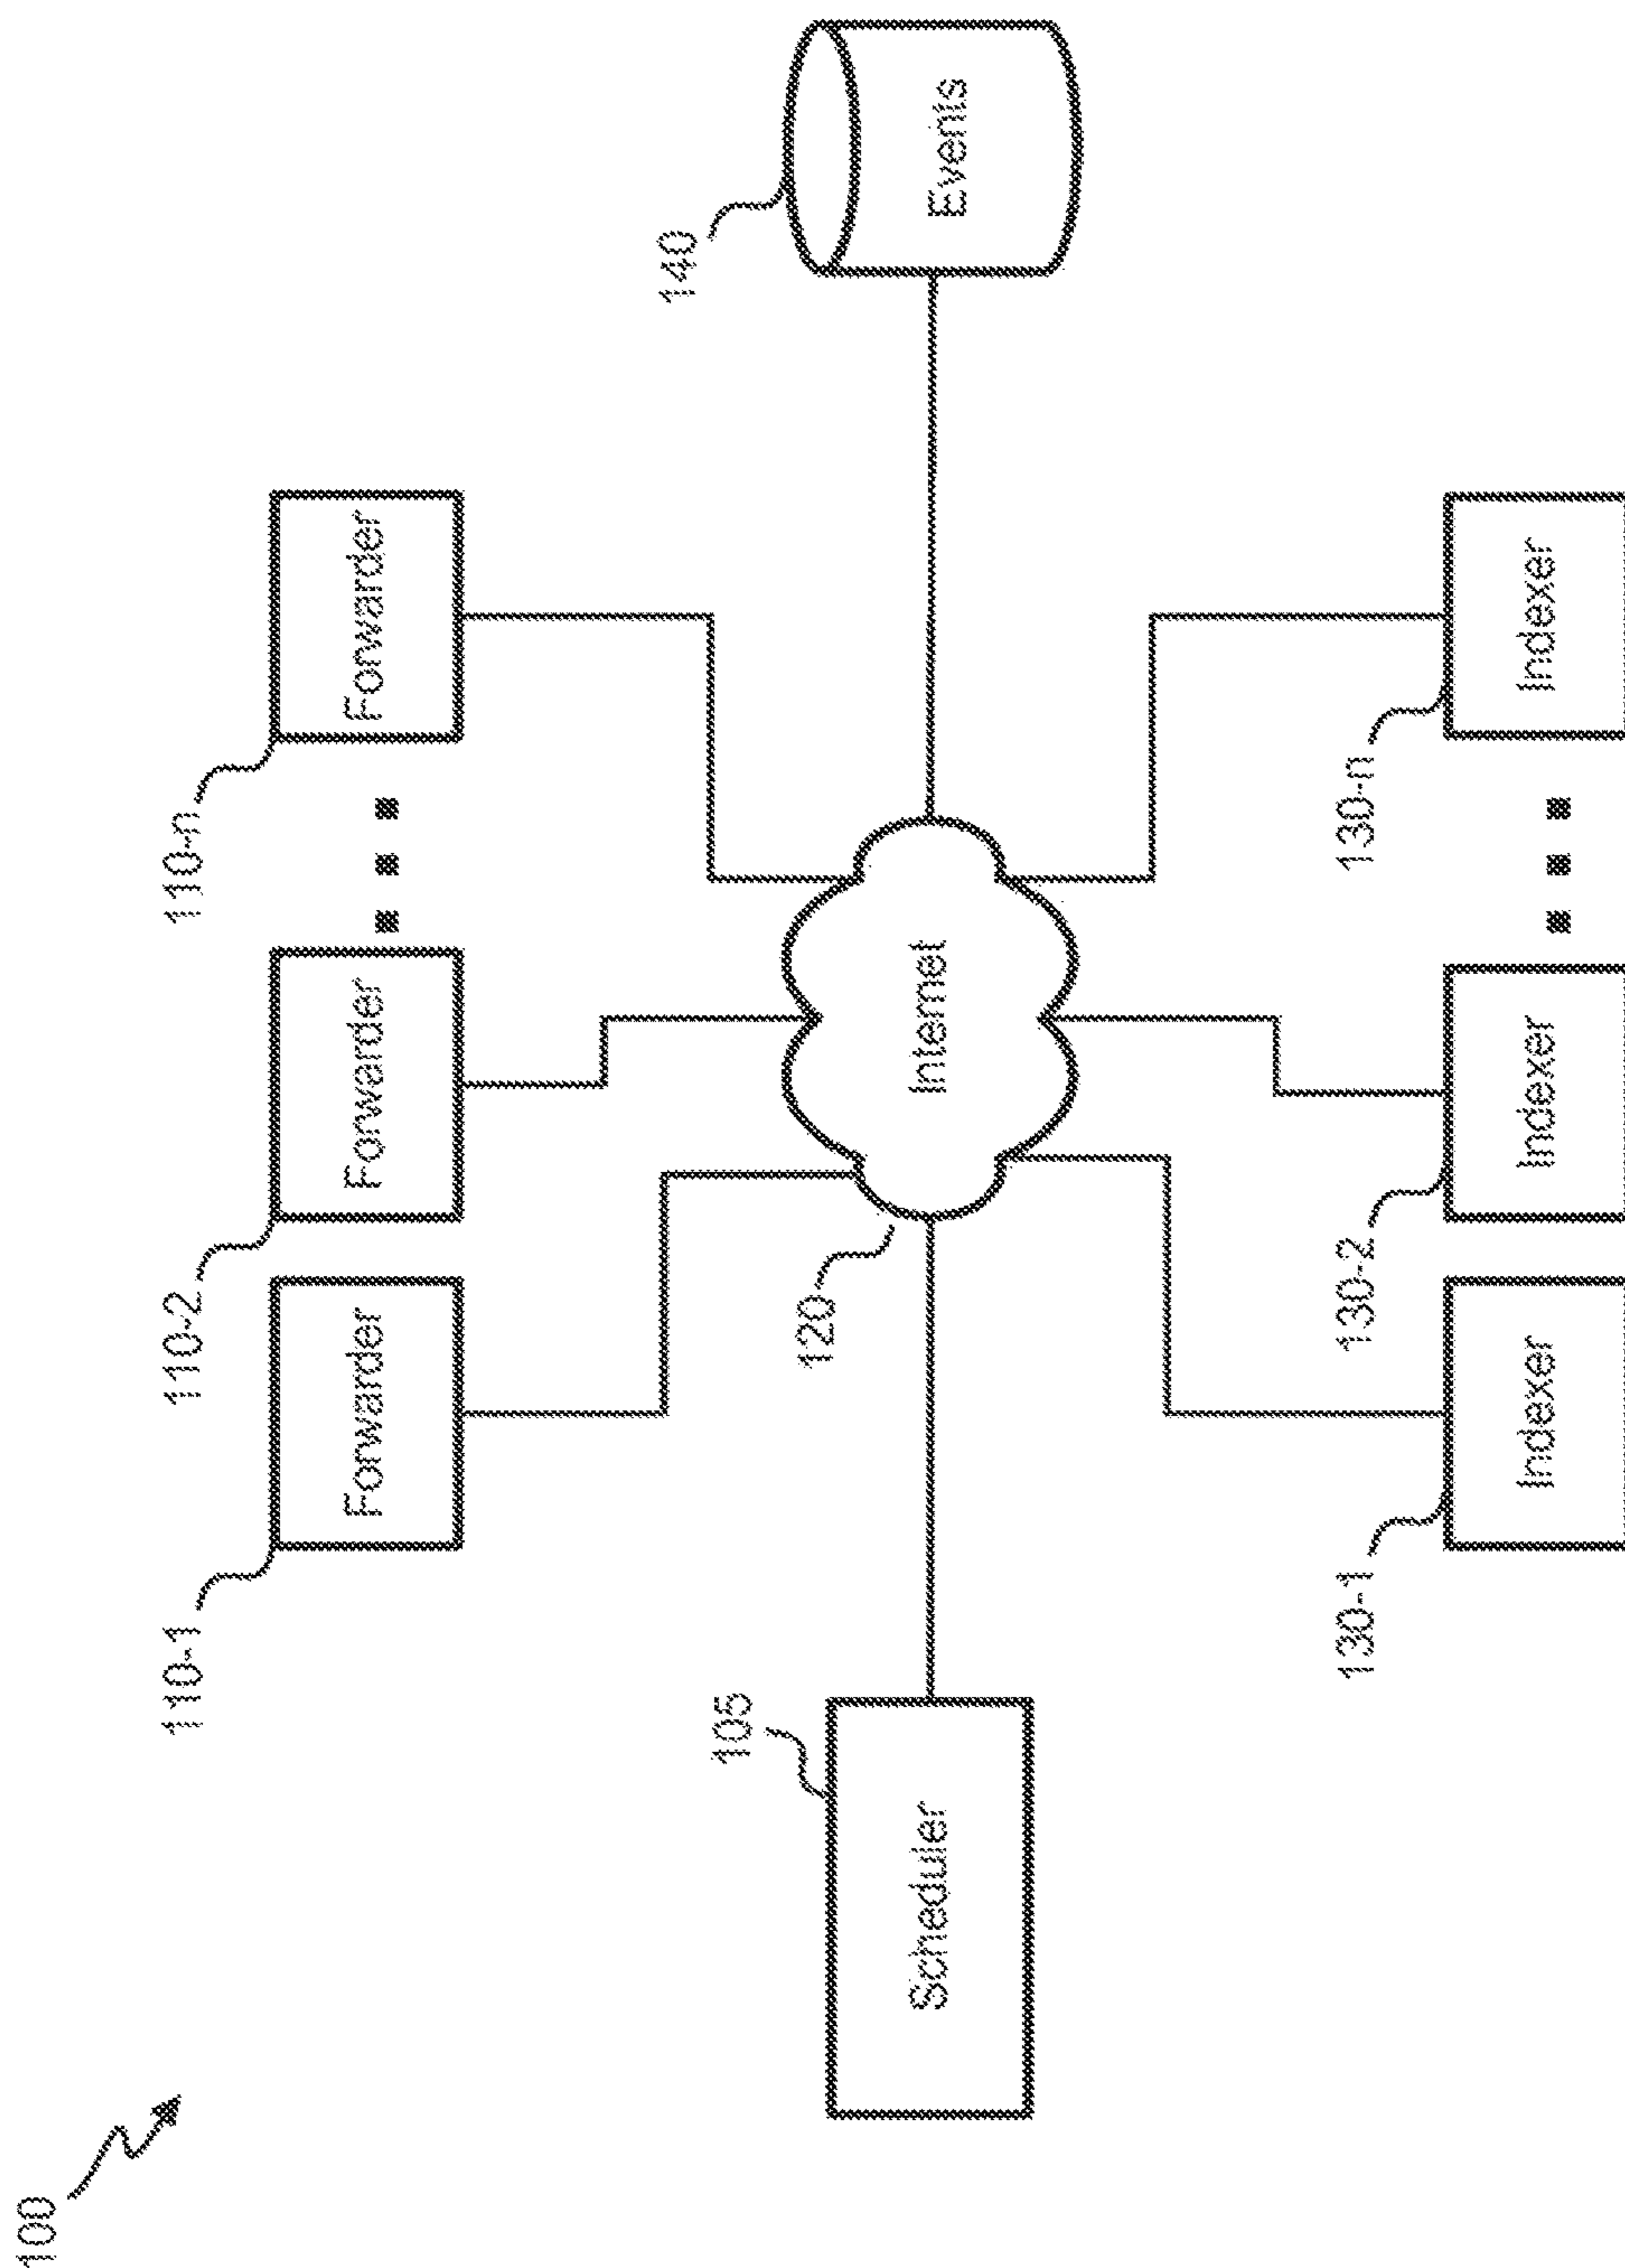 100
110-1
110-2
110-n
Forwarder
Forwarder
Forwarder
105
140
Scheduler
120
Internet
Events
130-1
130-2
130-n
Indexer
Indexer
Indexer